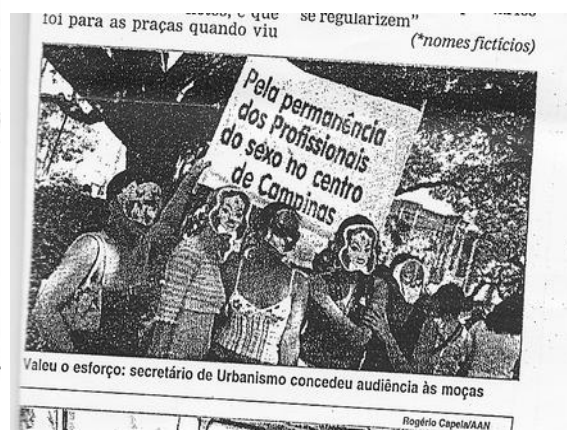 foi para as praças quando viu
se regularizem"
(*nomes fictícios)
Pela permanência
dos Profissionais
do sexo no centro
de Campinas
Valeu o esforço: secretário de Urbanismo concedeu audiência às moças
Rogério Capela/AAN